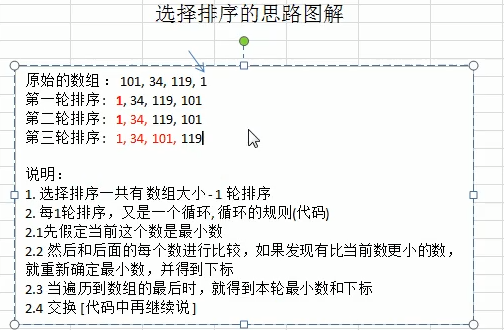 选择排序的思路图解
原始的数组 : 101, 34, 119, 1
第一轮排序: 1, 34, 119, 101
第二轮排序: 1, 34, 119, 101
第三轮排序: 1, 34, 101, 119
说明:
1. 选择排序一共有数组大小 - 1 轮排序
2. 每1轮排序，又是一个循环, 循环的规则(代码)
2.1先假定当前这个数是最小数
2.2 然后和后面的每个数进行比较，如果发现有比当前数更小的数，
就重新确定最小数，并得到下标
2.3 当遍历到数组的最后时，就得到本轮最小数和下标
2.4 交换 [代码中再继续说 ]